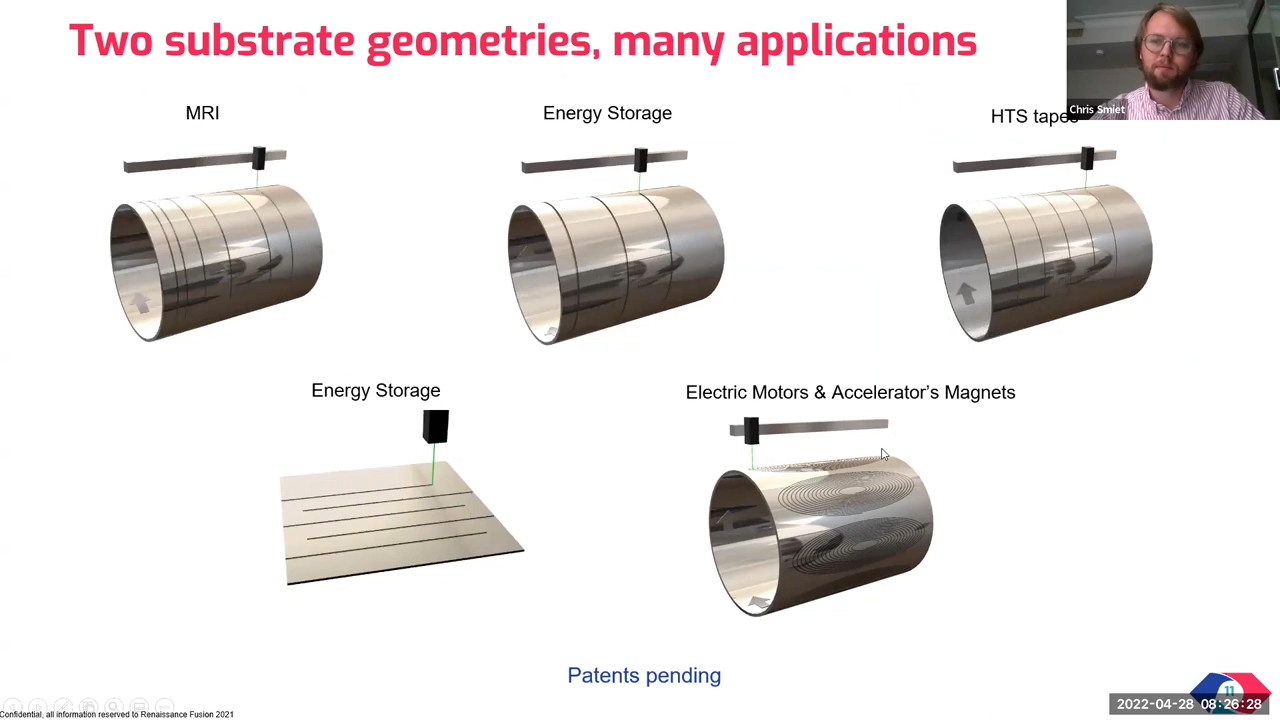 Two substrate geometries, many applications
Chris Smiet
MRI
Energy Storage
HTS tapes
Energy Storage
Electric Motors & Accelerator's Magnets
Patents pending
11
2022-04-28 08:26:28
Confidential, all information reserved to Renaissance Fusion 2021